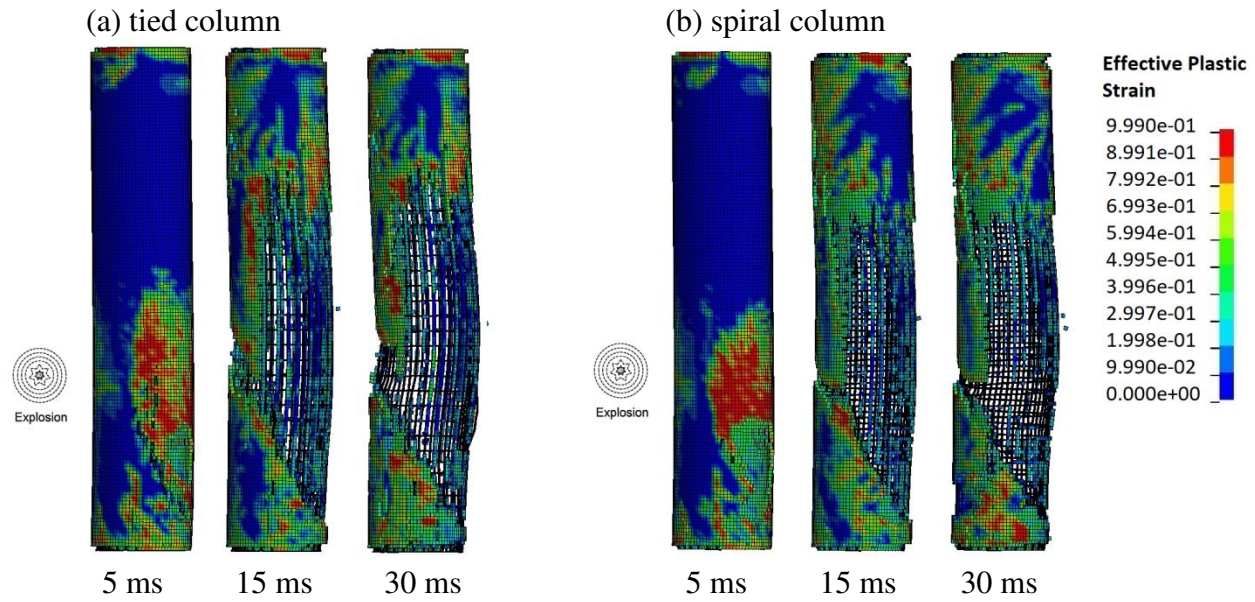 (a) tied column
(b) spiral column
Effective Plastic
Strain
9.990e-01
8.991e-01
7.992e-01
6.993e-01
5.994e-01
4.995e-01
3.996e-01
2.997e-01
1.998e-01
9.990e-02
0.000e+00
Explosion
Explosion
5 ms
15 ms
30 ms
5 ms
15 ms
30 ms